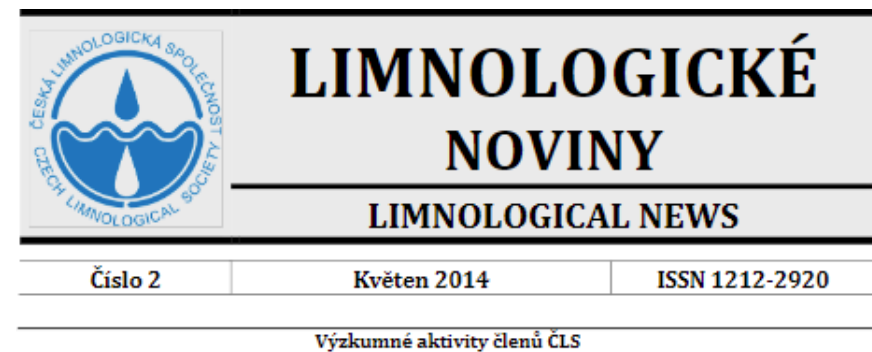 ČESKÁ LIMNOLOGICKÁ SPOLEČNOST
CZECH LIMNOLOGICAL SOCIETY
LIMNOLOGICKÉ
NOVINY
LIMNOLOGICAL NEWS
Číslo 2
Květen 2014
ISSN 1212-2920
Výzkumné aktivity členů ČLS